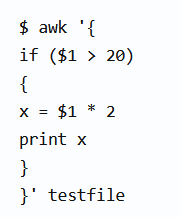 $ awk '{
if ($1 > 20)
{
x = $1 * 2
print x
}
}' testfile